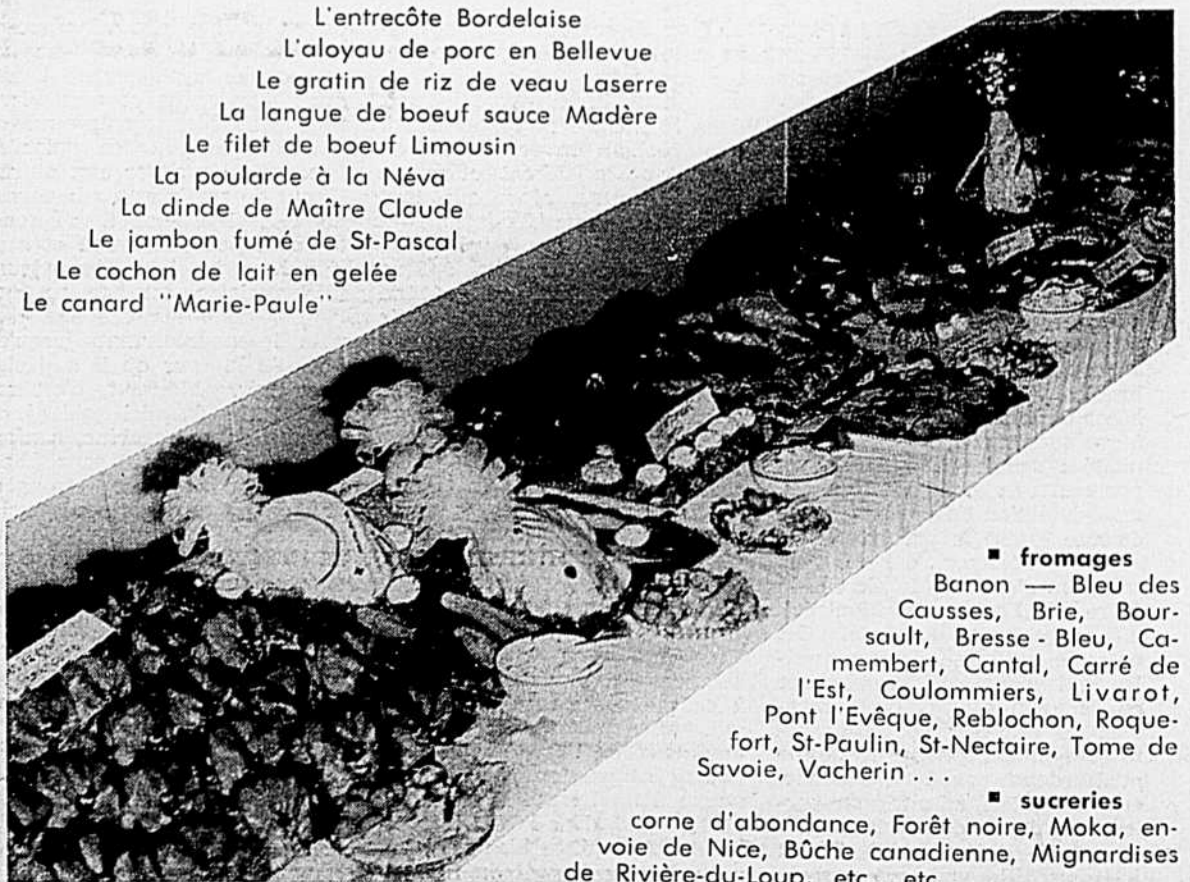 L'entrecôte Bordelaise
L'aloyau de porc en Bellevue
Le gratin de riz de veau Laserre
La langue de boeuf sauce Madère
Le filet de boeuf Limousin
La poularde à la Néva
La dinde de Maître Claude
Le jambon fumé de St-Pascal
Le cochon de lait en gelée
Le canard "Marie-Paule"
■ fromages
Banon — Bleu des
Causses, Brie, Bour-
sault, Bresse - Bleu, Ca-
membert, Cantal, Carré de
l'Est, Coulommiers, Livarot,
Pont l'Evêque, Reblochon, Roque-
fort, St-Paulin, St-Nectaire, Tome de
Savoie, Vacherin . . .
■ sucreries
corne d'abondance, Forêt noire, Moka, en-
voie de Nice, Bûche canadienne, Mignardises
de Rivière-du-Loup, etc., etc.